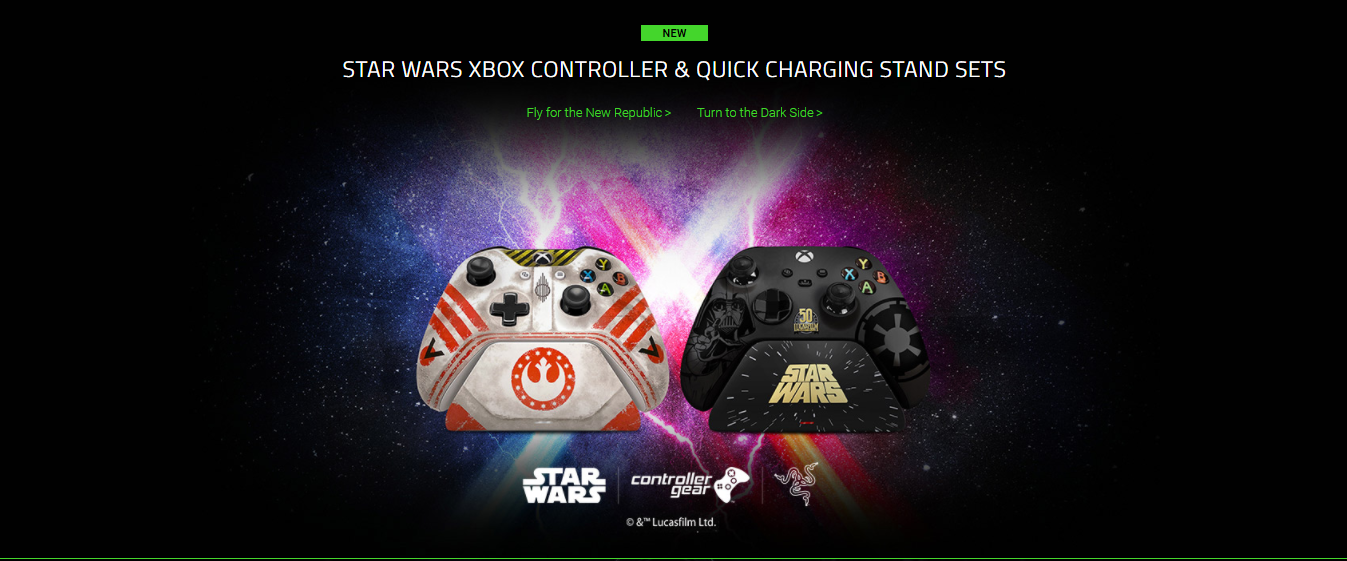 NEW
STAR WARS XBOX CONTROLLER & QUICK CHARGING STAND SETS
Fly for the New Republic >
Turn to the Dark Side >
Y
X
B
A
Y
X
B
A
50
LUCASFILM
STAR
WARS
STAR
WARS
controller
gear
© &™ Lucasfilm Ltd.